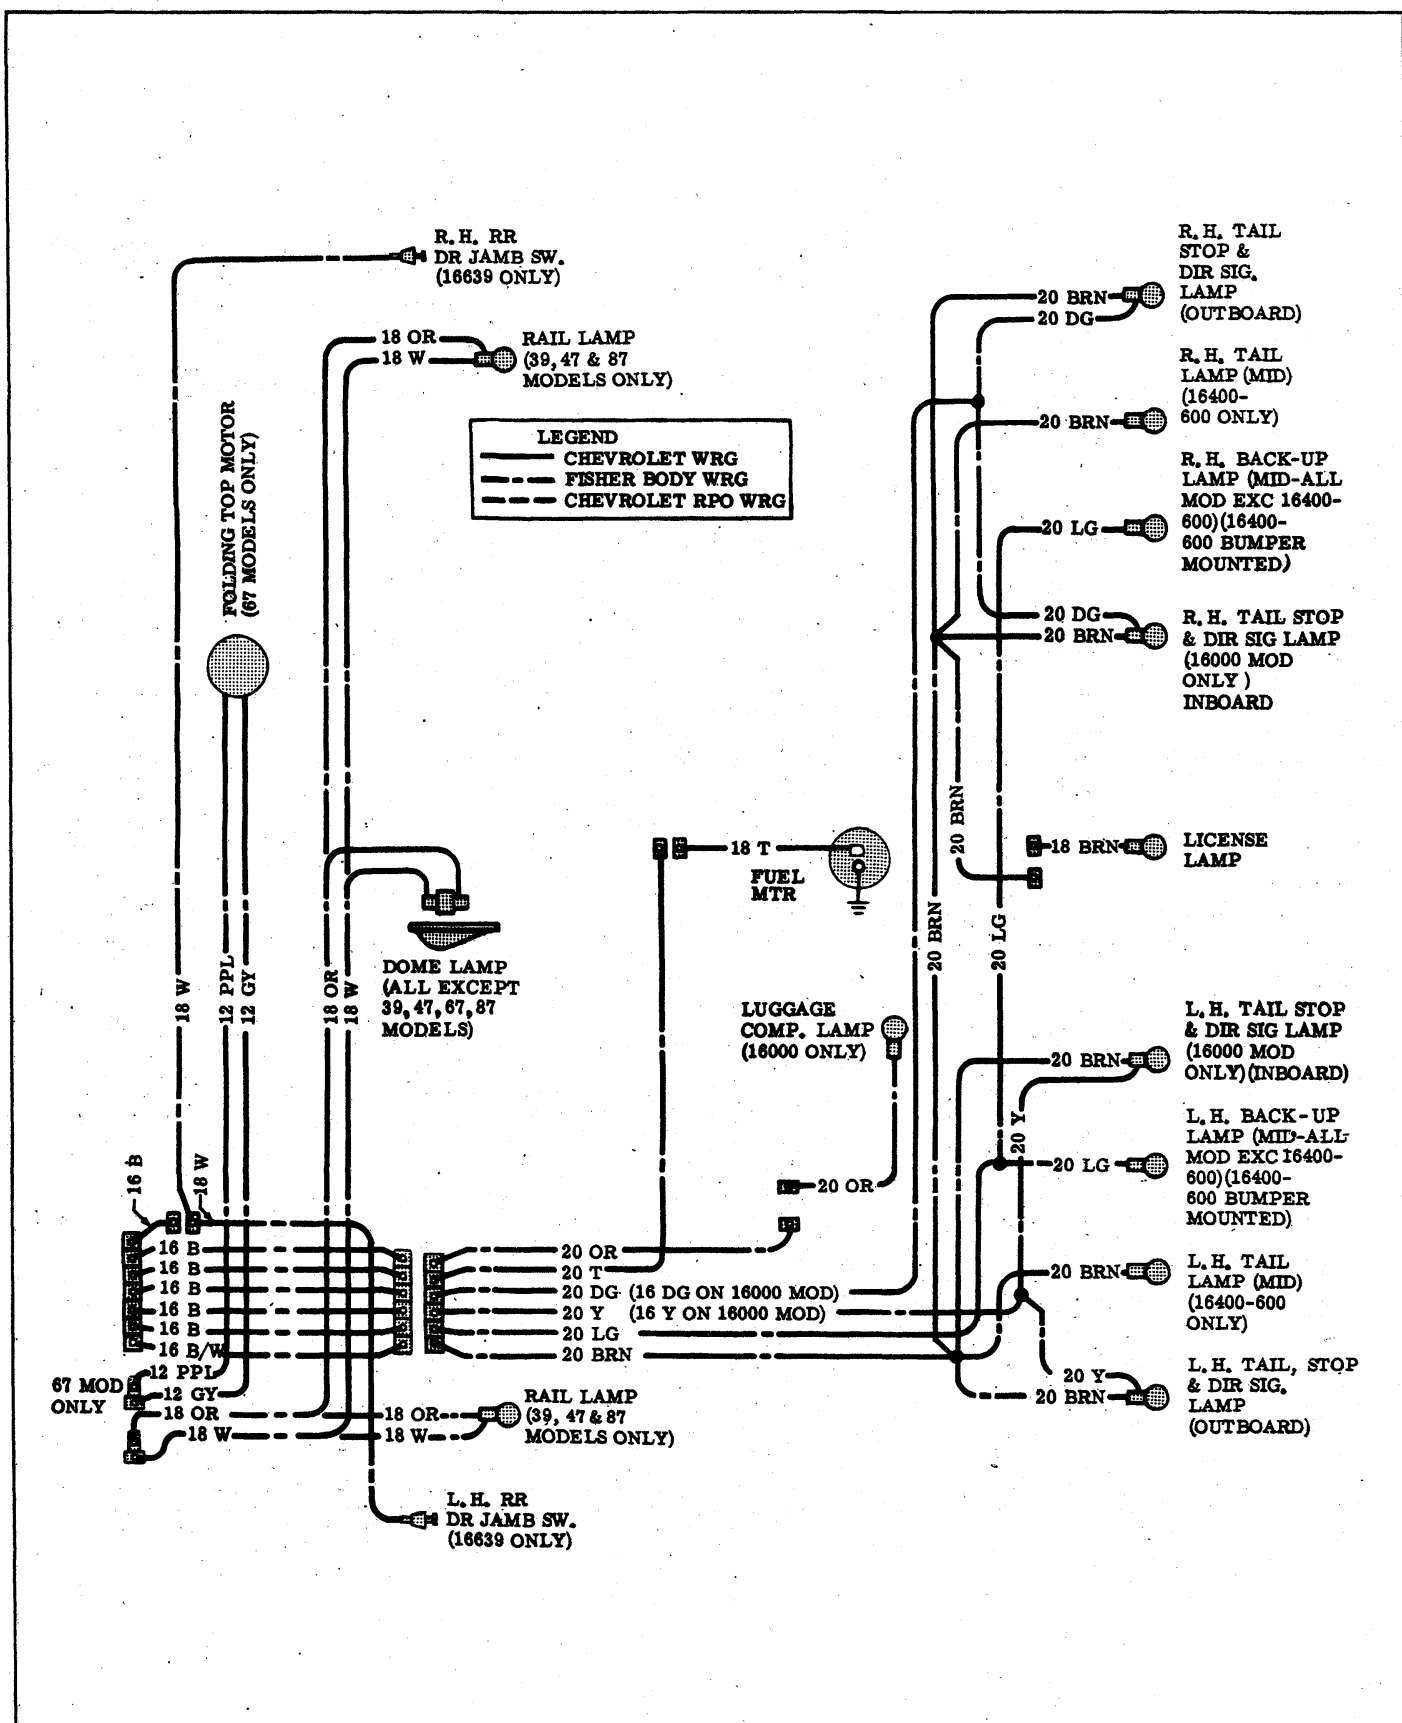 R.H. RR
DR JAMB SW.
(16639 ONLY)
18 OR
18 W
RAIL LAMP
(39, 47 & 87
MODELS ONLY)
LEGEND
CHEVROLET WRG
FISHER BODY WRG
CHEVROLET RPO WRG
FOLDING TOP MOTOR
(67 MODELS ONLY)
R.H. TAIL
STOP &
DIR SIG.
LAMP
(OUTBOARD)
20 BRN
20 DG
R.H. TAIL
LAMP (MID)
(16400-
600 ONLY)
20 BRN
R.H. BACK-UP
LAMP (MID-ALL
MOD EXC 16400-
600)(16400-
600 BUMPER
MOUNTED)
20 LG
20 DG
20 BRN
R.H. TAIL STOP
& DIR SIG LAMP
(16000 MOD
ONLY)
INBOARD
18 T
FUEL
MTR
20 BRN
18 BRN
LICENSE
LAMP
20 BRN
20 LG
DOME LAMP
(ALL EXCEPT
39, 47, 67, 87
MODELS)
18 W
12 PPL
12 GY
18 OR
18 W
LUGGAGE
COMP. LAMP
(16000 ONLY)
20 OR
20 BRN
20 Y
L.H. TAIL STOP
& DIR SIG LAMP
(16000 MOD
ONLY)(INBOARD)
20 LG
L.H. BACK-UP
LAMP (MID-ALL
MOD EXC 16400-
600)(16400-
600 BUMPER
MOUNTED)
20 BRN
L.H. TAIL
LAMP (MID)
(16400-600
ONLY)
20 Y
20 BRN
L.H. TAIL, STOP
& DIR SIG.
LAMP
(OUTBOARD)
16 B
18 W
16 B
16 B
16 B
16 B
16 B
16 B/W
20 OR
20 T
20 DG (16 DG ON 16000 MOD)
20 Y (16 Y ON 16000 MOD)
20 LG
20 BRN
67 MOD
ONLY
12 PPL
12 GY
18 OR
18 W
18 OR
18 W
RAIL LAMP
(39, 47 & 87
MODELS ONLY)
L.H. RR
DR JAMB SW.
(16639 ONLY)